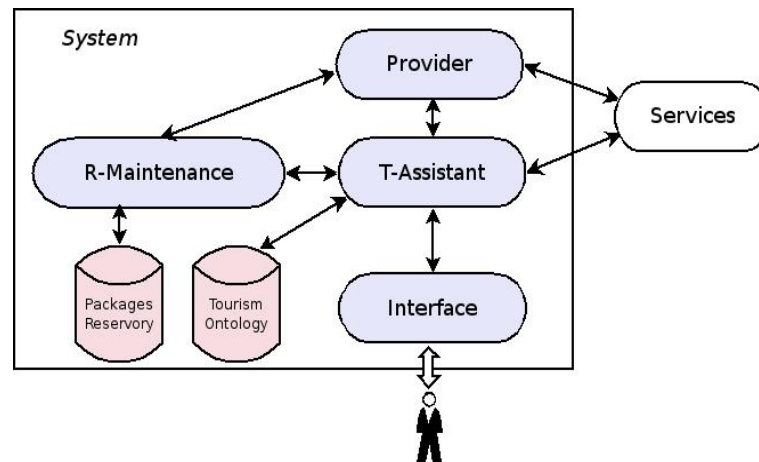 System
Provider
Services
R-Maintenance
T-Assistant
Packages
Reservory
Tourism
Ontology
Interface